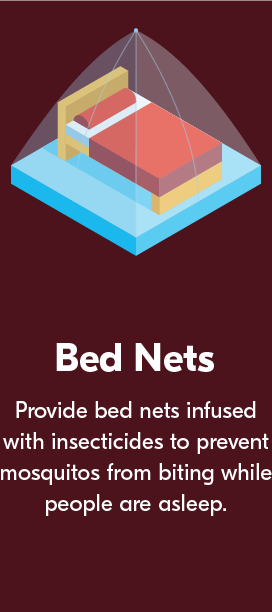 Bed Nets
Provide bed nets infused
with insecticides to prevent
mosquitos from biting while
people are asleep.